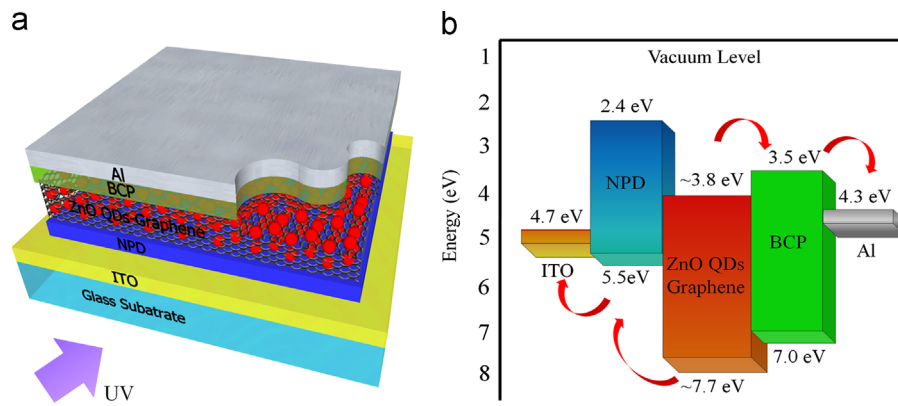 a
Al
BCP
ZnO QDs-Graphene
NPD
ITO
Glass Subatrate
UV
b
Vacuum Level
Energy (eV)
1
2
3
4
5
6
7
8
2.4 eV
NPD
5.5eV
4.7 eV
ITO
~3.8 eV
ZnO QDs
Graphene
~7.7 eV
3.5 eV
BCP
7.0 eV
4.3 eV
Al